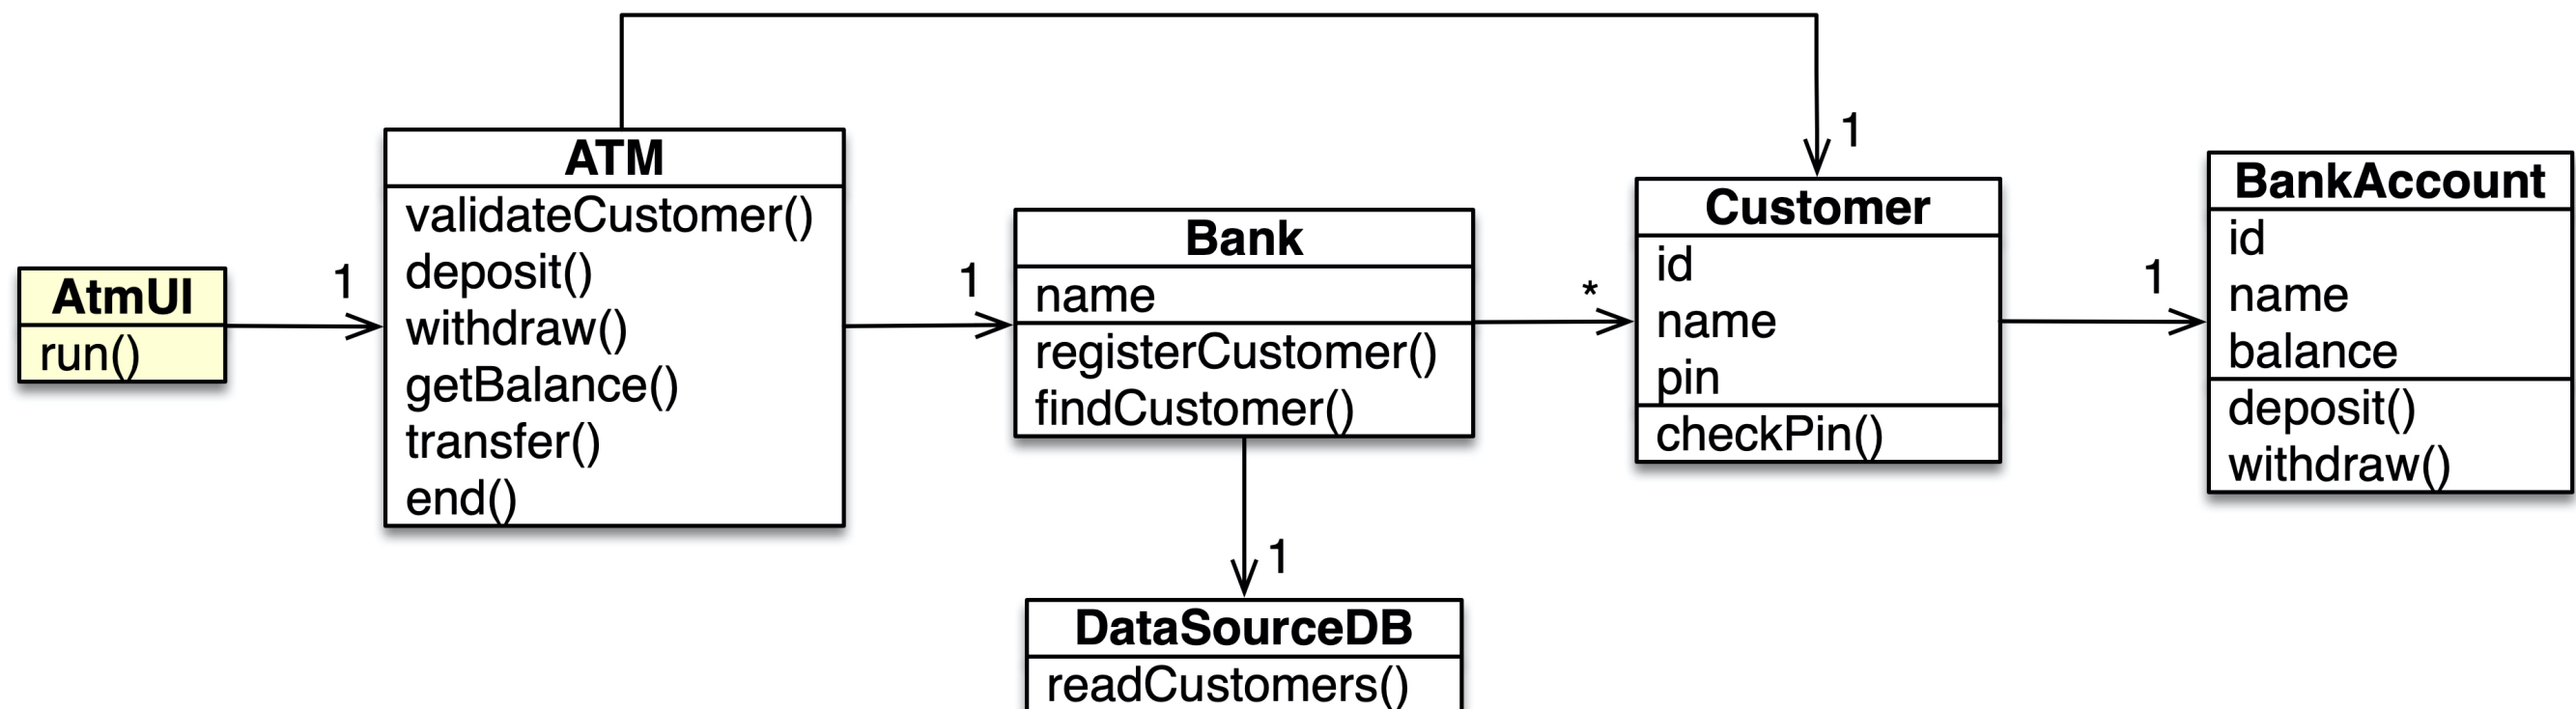 AtmUI
run()
1
ATM
validateCustomer()
deposit()
withdraw()
getBalance()
transfer()
end()
1
Bank
name
registerCustomer()
findCustomer()
1
DataSourceDB
readCustomers()
*
1
Customer
id
name
pin
checkPin()
1
BankAccount
id
name
balance
deposit()
withdraw()